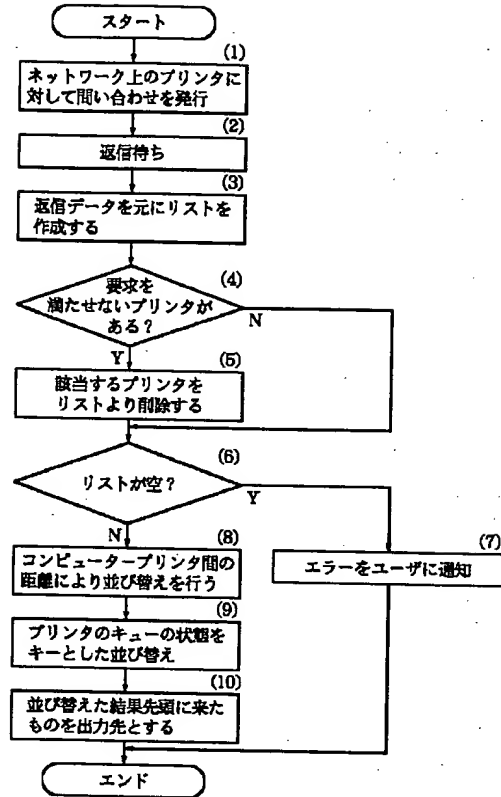 スタート
(1)
ネットワーク上のプリンタに
対して問い合わせを発行
(2)
返信待ち
(3)
返信データを元にリストを
作成する
(4)
要求を
満たせないプリンタが
ある?
N
Y
(5)
該当するプリンタを
リストより削除する
(6)
リストが空?
Y
N
(7)
エラーをユーザに通知
(8)
コンピュータープリンタ間の
距離により並び替えを行う
(9)
プリンタのキューの状態を
キーとした並び替え
(10)
並び替えた結果先頭に来た
ものを出力先とする
エンド